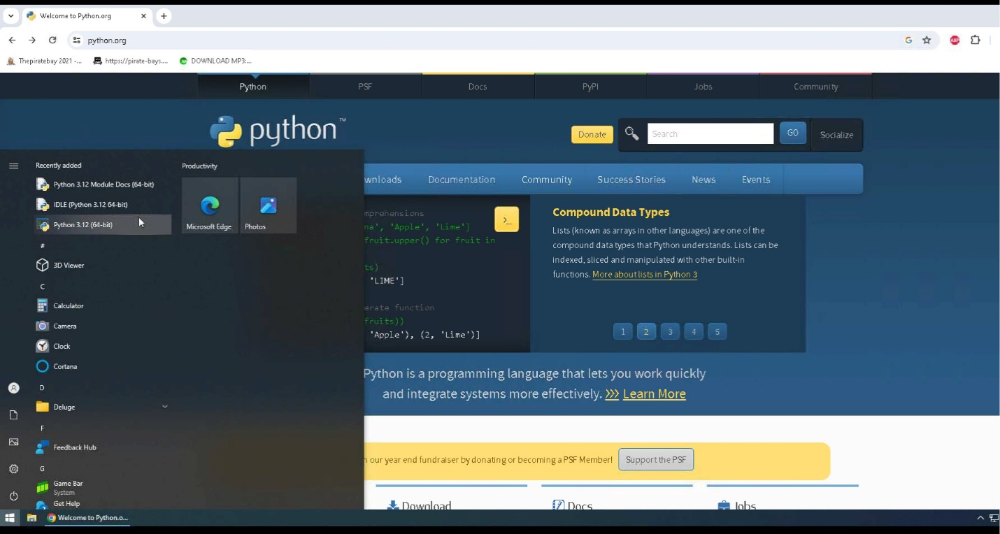 Welcome to Python.org
python.org
Thepiratebay 2021 -...
https://pirate-bays....
DOWNLOAD MP3:...
Python
PSF
Docs
PyPI
Jobs
Community
python™
Donate
Search
GO
Socialize
wnloads
Documentation
Community
Success Stories
News
Events
Recently added
Python 3.12 Module Docs (64-bit)
IDLE (Python 3.12 64-bit)
Python 3.12 (64-bit)
#
3D Viewer
C
Calculator
Camera
Clock
Cortana
D
Deluge
F
Feedback Hub
G
Game Bar
System
Get Help
Productivity
Microsoft Edge
Photos
mprehensions
na', 'Apple', 'Lime']
fruit.upper() for fruit in
ts)
'LIME']
erate function
fruits))
'Apple'), (2, 'Lime')]
>_
Compound Data Types
Lists (known as arrays in other languages) are one of the
compound data types that Python understands. Lists can be
indexed, sliced and manipulated with other built-in
functions. More about lists in Python 3
1 2 3 4 5
Python is a programming language that lets you work quickly
and integrate systems more effectively. >>> Learn More
n our year end fundraiser by donating or becoming a PSF Member!
Support the PSF
Download
Docs
Jobs
Welcome to Python.o...